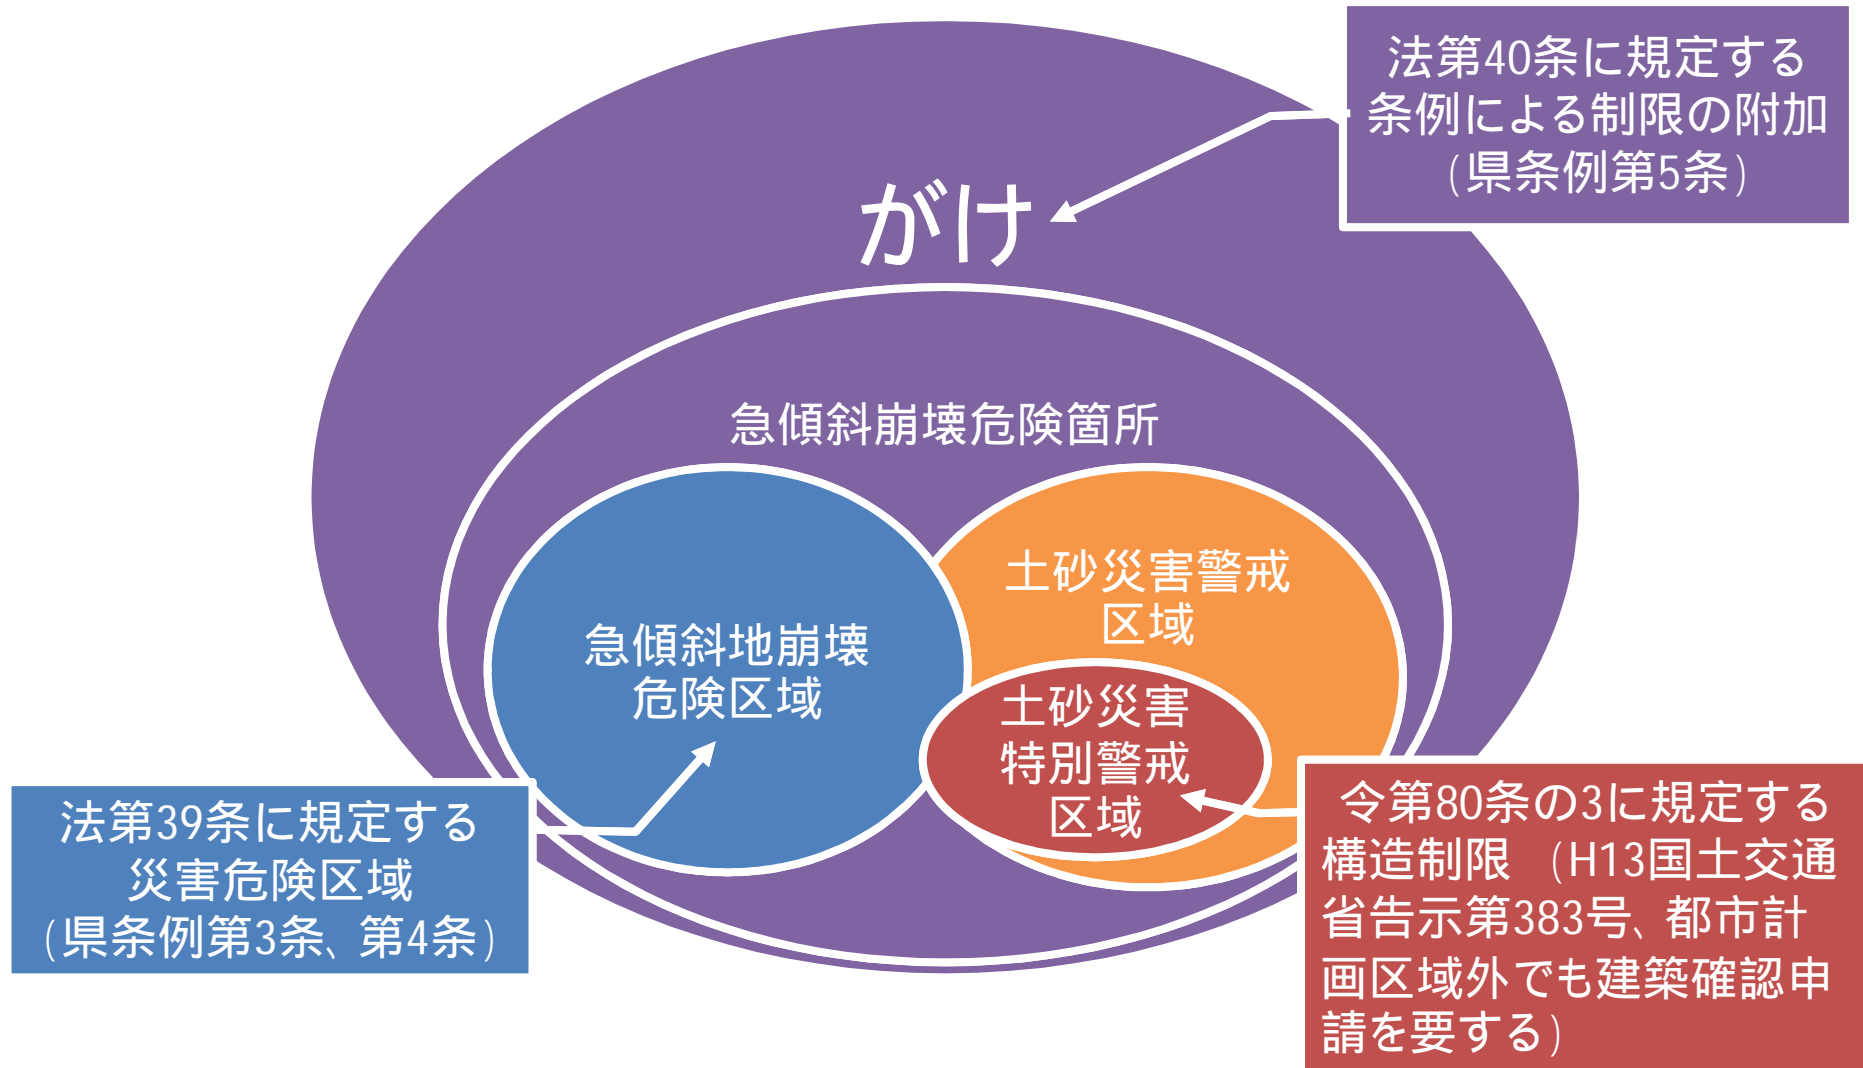 法第40条に規定する
条例による制限の附加
(県条例第5条)
がけ
急傾斜崩壊危険箇所
土砂災害警戒
区域
急傾斜地崩壊
危険区域
土砂災害
特別警戒
区域
法第39条に規定する
災害危険区域
(県条例第3条、第4条)
令第80条の3に規定する
構造制限 (H13国土交通
省告示第383号、都市計
画区域外でも建築確認申
請を要する)